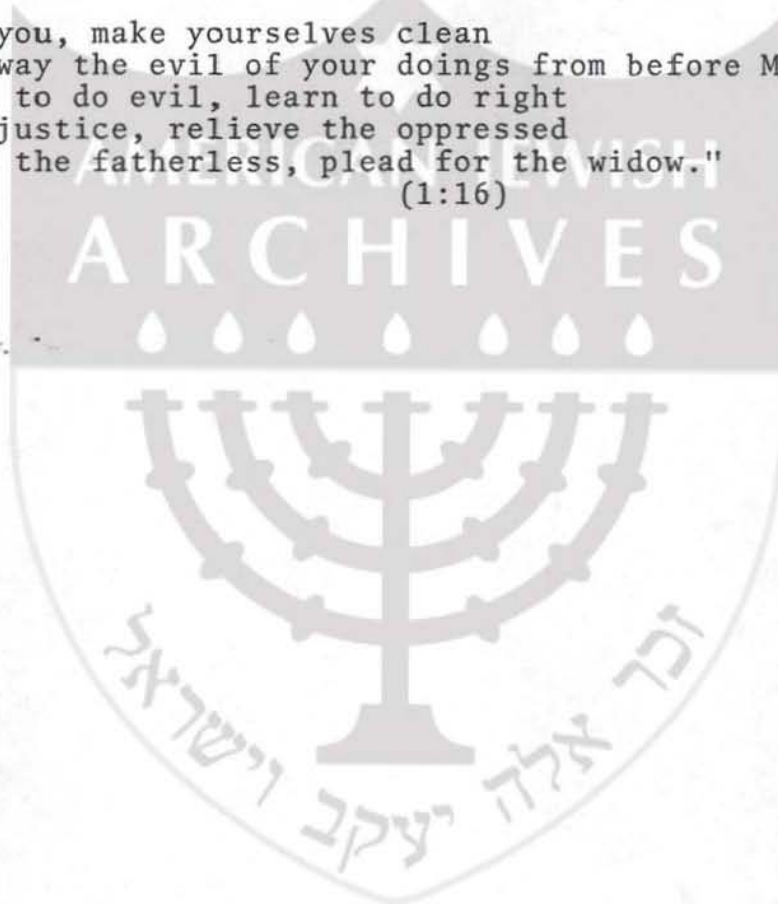 you, make yourselves clean
way the evil of your doings from before M
to do evil, learn to do right
justice, relieve the oppressed
the fatherless, plead for the widow."
(1:16)
AMERICAN JEWISH
ARCHIVES
זכר אלה יעקב וישראל